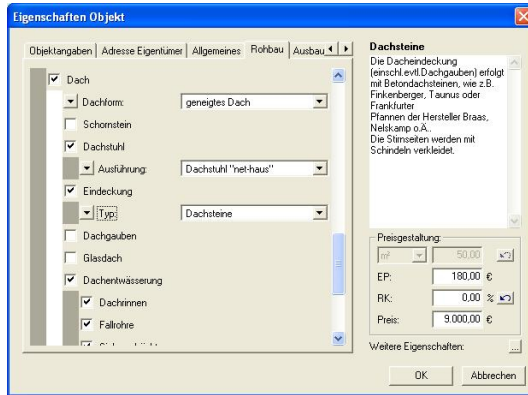 Eigenschaften Objekt
Objektangaben
Adresse Eigentümer
Allgemeines
Rohbau
Ausbau
Dach
Dachform:
geneigtes Dach
Schornstein
Dachstuhl
Ausführung:
Dachstuhl "net-haus"
Eindeckung
Typ:
Dachsteine
Dachgauben
Glasdach
Dachentwässerung
Dachrinnen
Fallrohre
Dachsteine
Die Dacheindeckung
(einschl.evtl.Dachgauben) erfolgt
mit Betondachsteinen, wie z.B.
Finkenberger, Taunus oder
Frankfurter
Pfannen der Hersteller Braas,
Nelskamp o.Ä..
Die Stirnseiten werden mit
Schindeln verkleidet.
Preisgestaltung:
m² 50,00
EP: 180,00 €
RK: 0,00 %
Preis: 9.000,00 €
Weitere Eigenschaften: ...
OK
Abbrechen